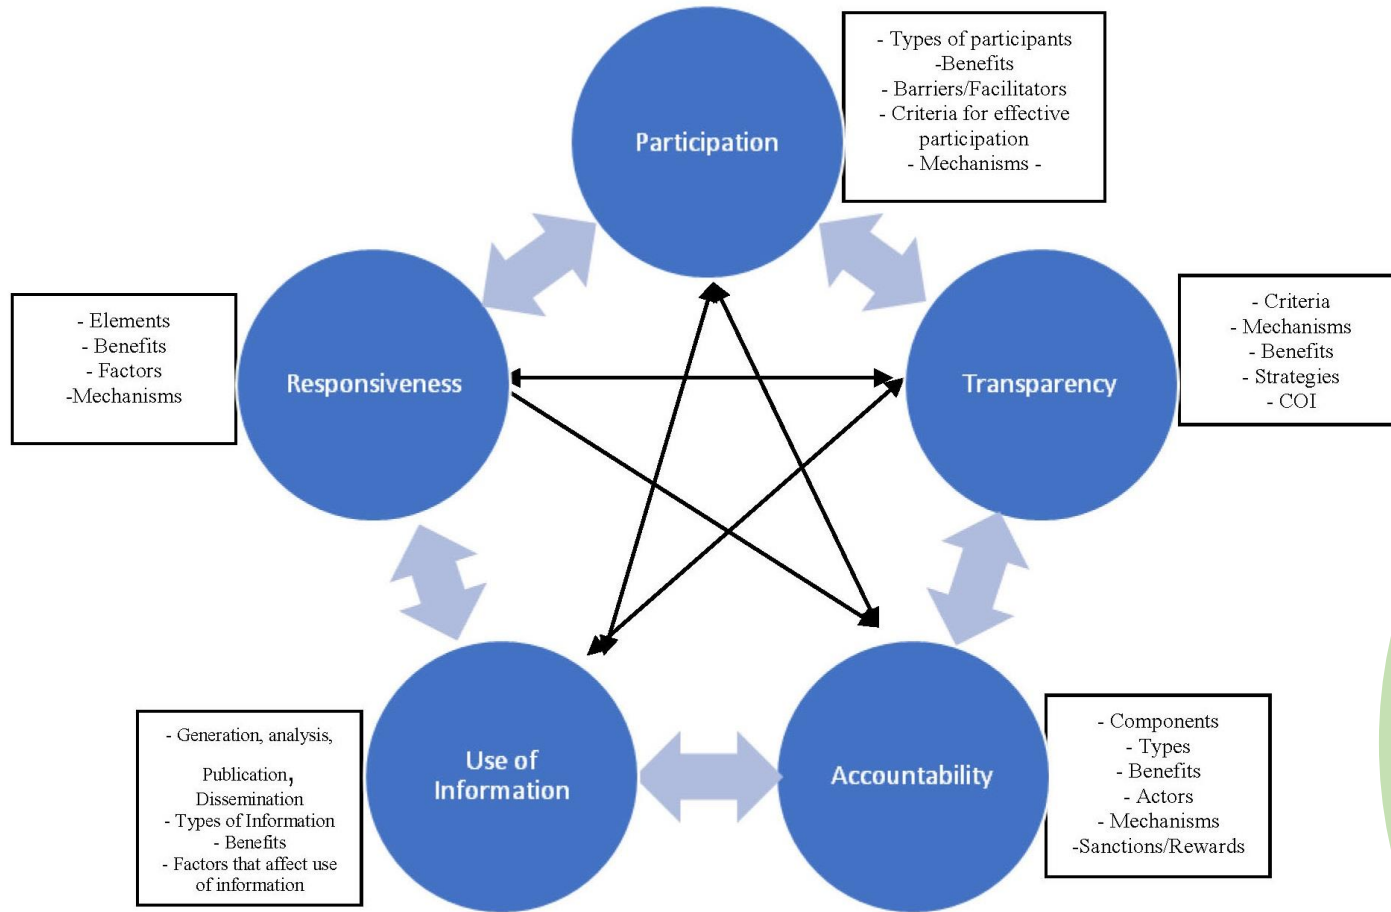 Participation
- Types of participants
-Benefits
- Barriers/Facilitators
- Criteria for effective
participation
- Mechanisms -
Responsiveness
- Elements
- Benefits
- Factors
-Mechanisms
Transparency
- Criteria
- Mechanisms
- Benefits
- Strategies
- COI
Use of
Information
- Generation, analysis,
Publication,
Dissemination
- Types of Information
- Benefits
- Factors that affect use
of information
Accountability
- Components
- Types
- Benefits
- Actors
- Mechanisms
-Sanctions/Rewards